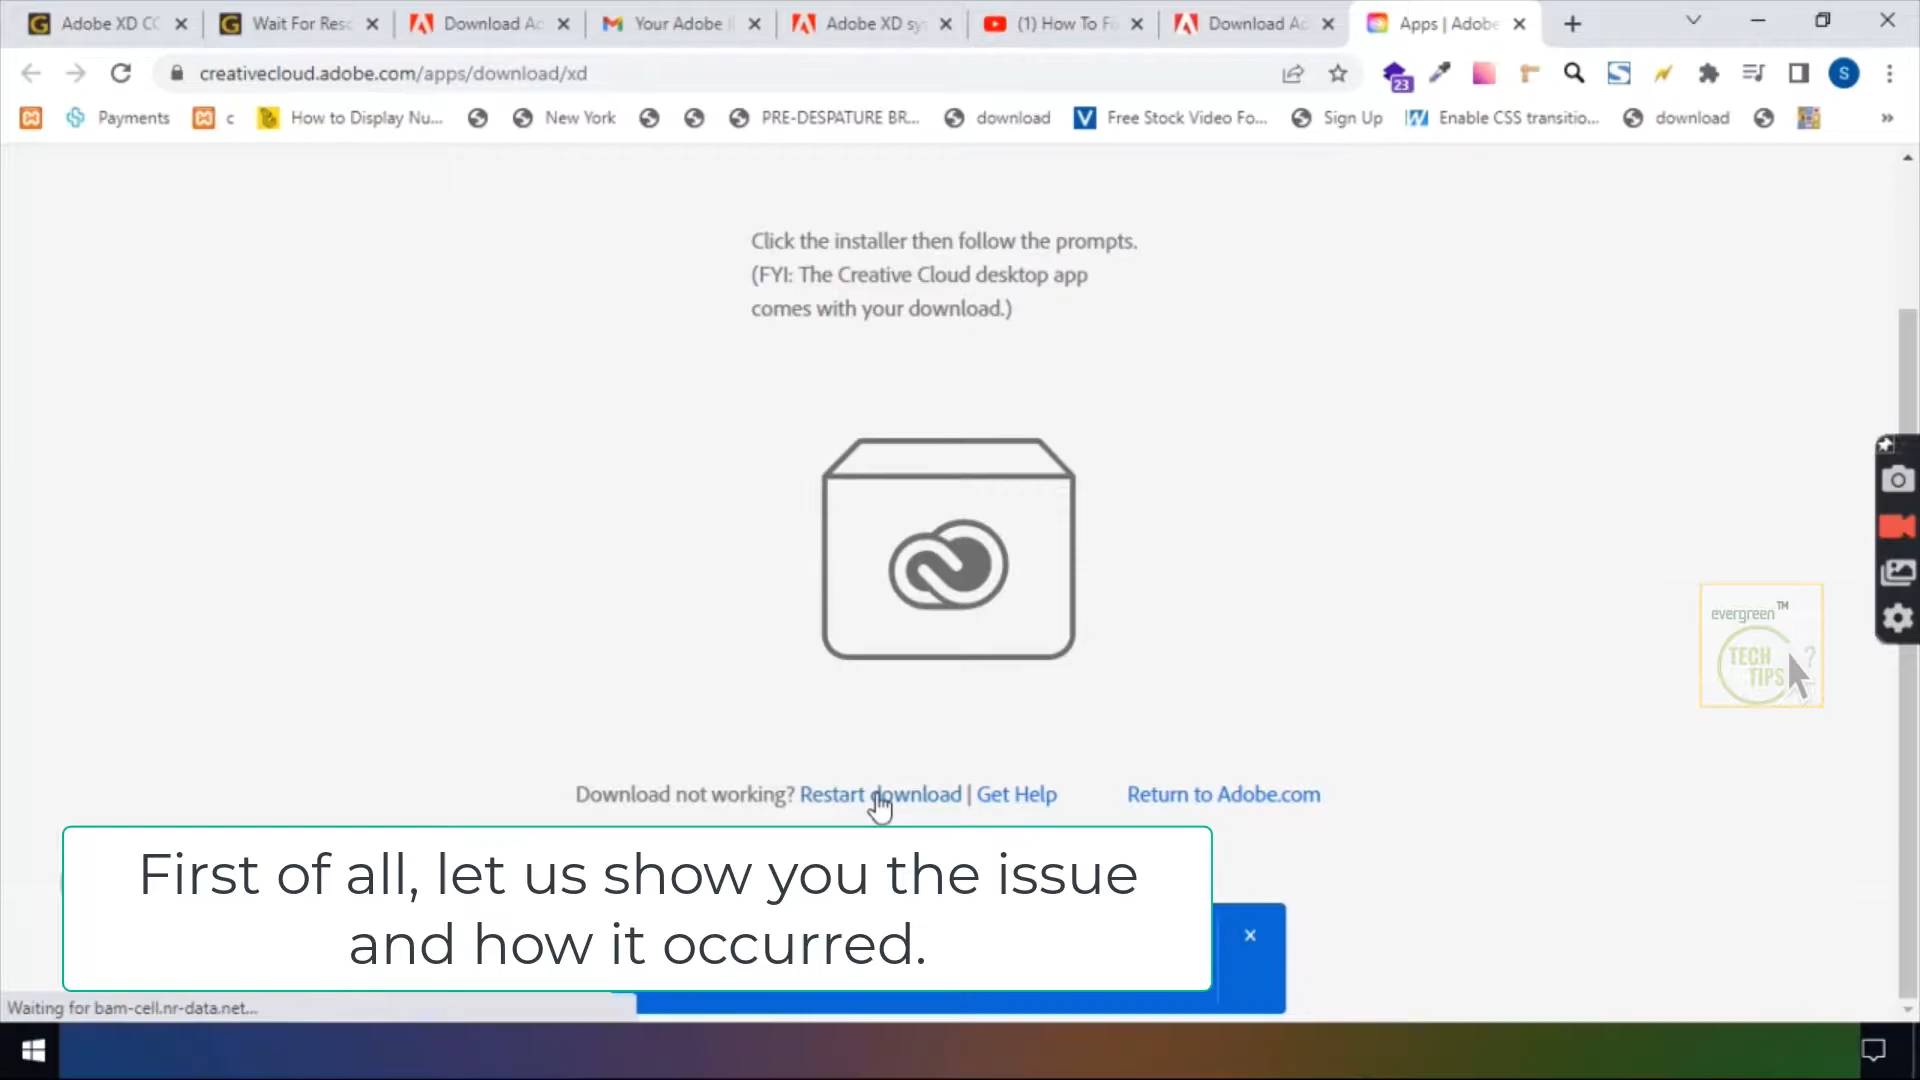 Adobe XD CC
Wait For Reso
Download Ad
Your Adobe I
Adobe XD sy
(1) How To Fi
Download Ad
Apps | Adobe
creativecloud.adobe.com/apps/download/xd
23
S
Payments
c
How to Display Nu...
New York
PRE-DESPATURE BR...
download
Free Stock Video Fo...
Sign Up
Enable CSS transitio...
download
»
Click the installer then follow the prompts.
(FYI: The Creative Cloud desktop app
comes with your download.)
evergreen™
TECH
TIPS
?
Download not working? Restart download | Get Help
Return to Adobe.com
First of all, let us show you the issue
and how it occurred.
Waiting for bam-cell.nr-data.net...